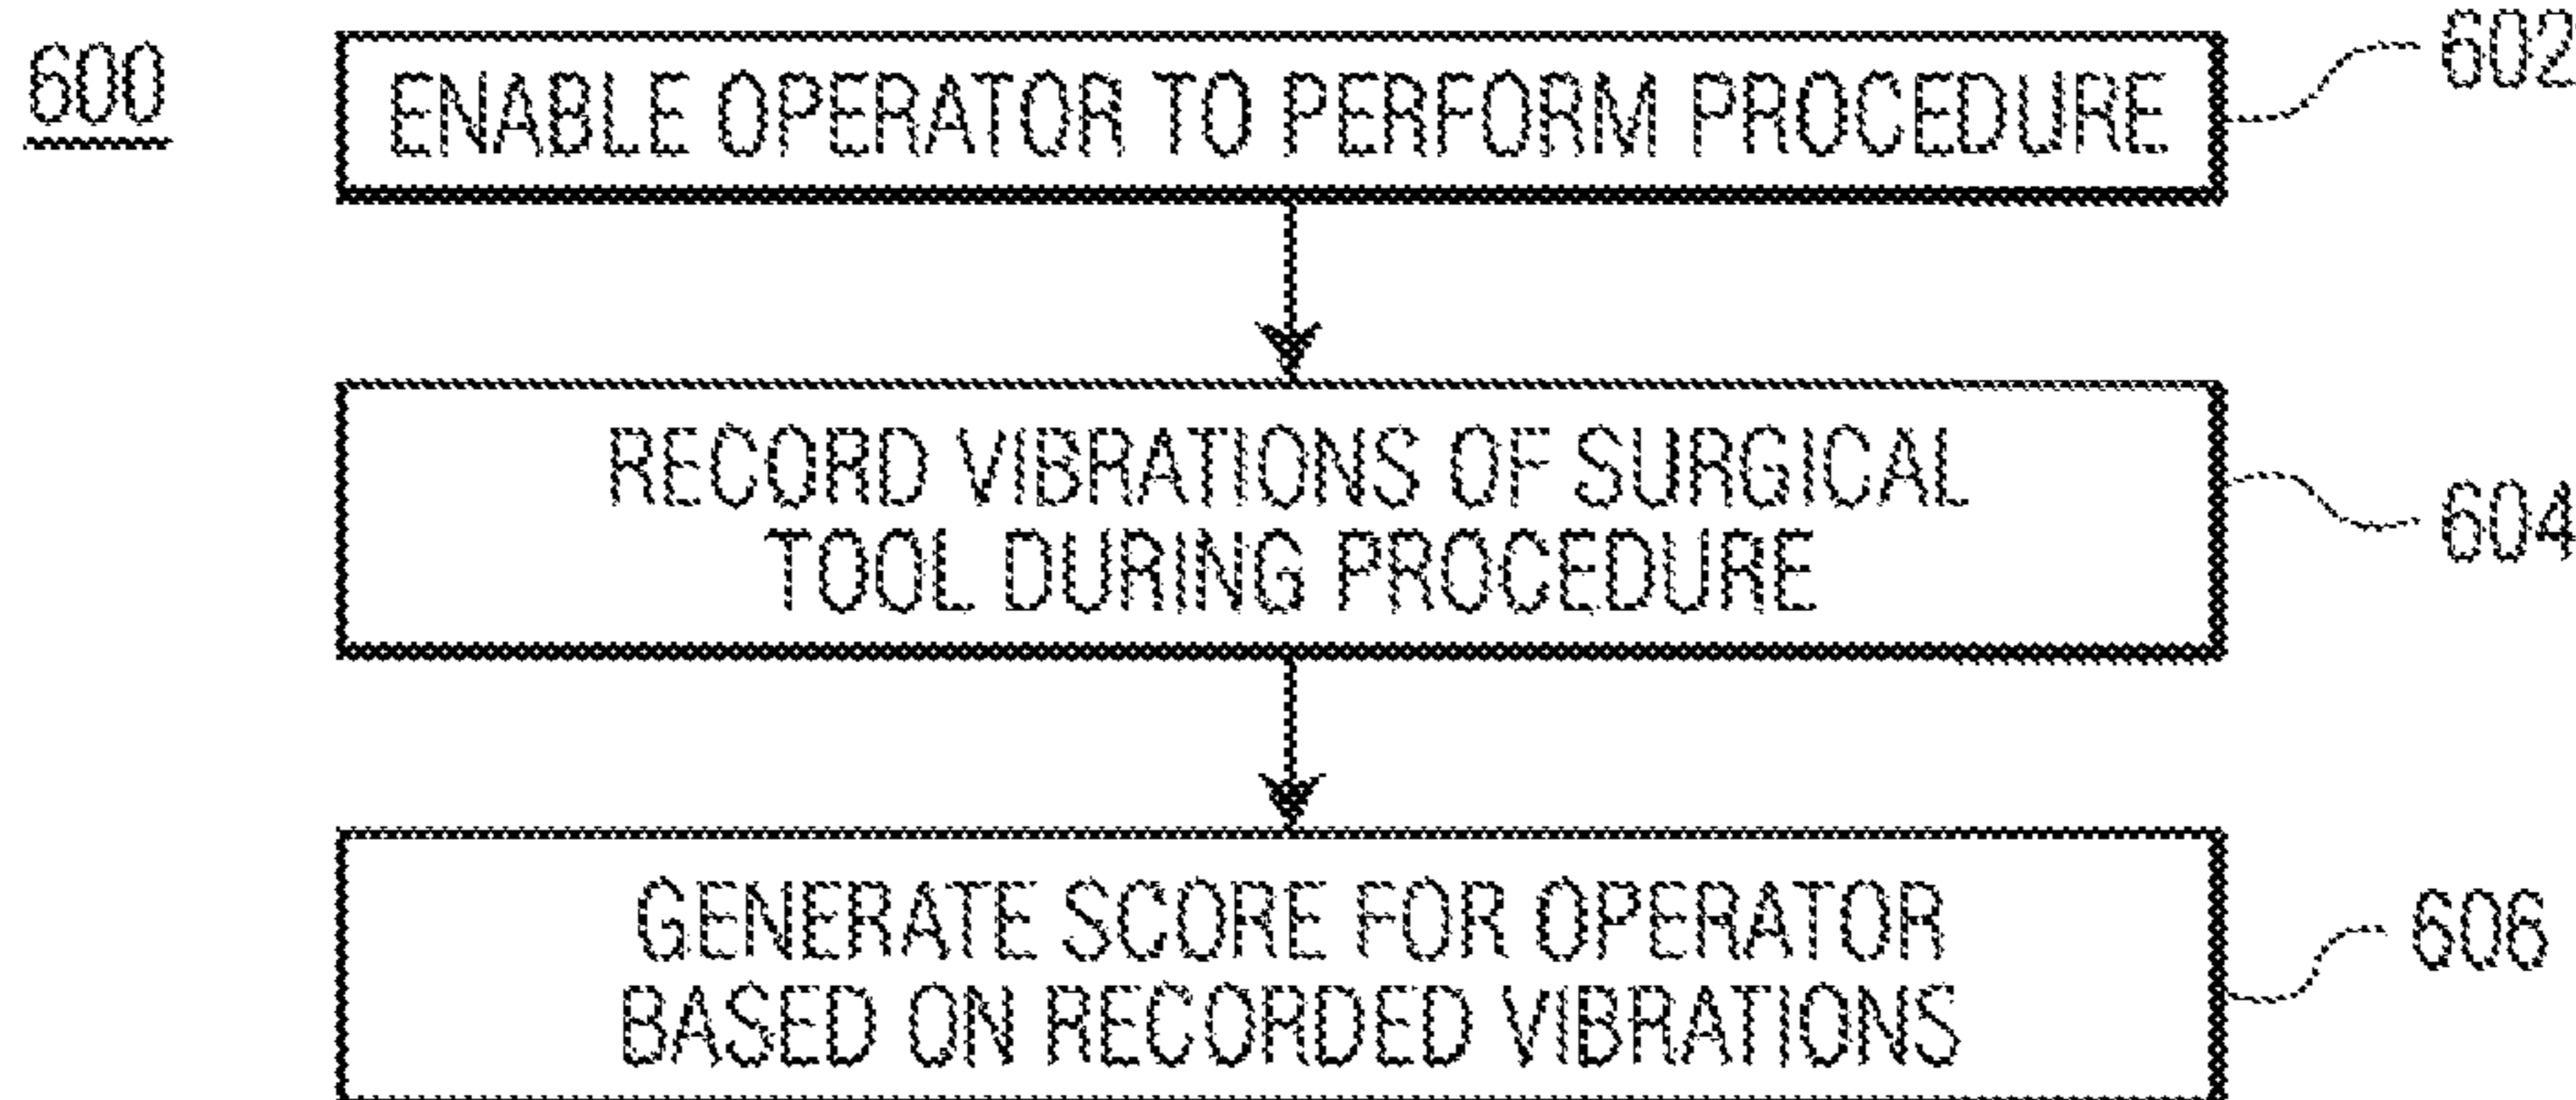 600
ENABLE OPERATOR TO PERFORM PROCEDURE
602
RECORD VIBRATIONS OF SURGICAL
TOOL DURING PROCEDURE
604
GENERATE SCORE FOR OPERATOR
BASED ON RECORDED VIBRATIONS
606